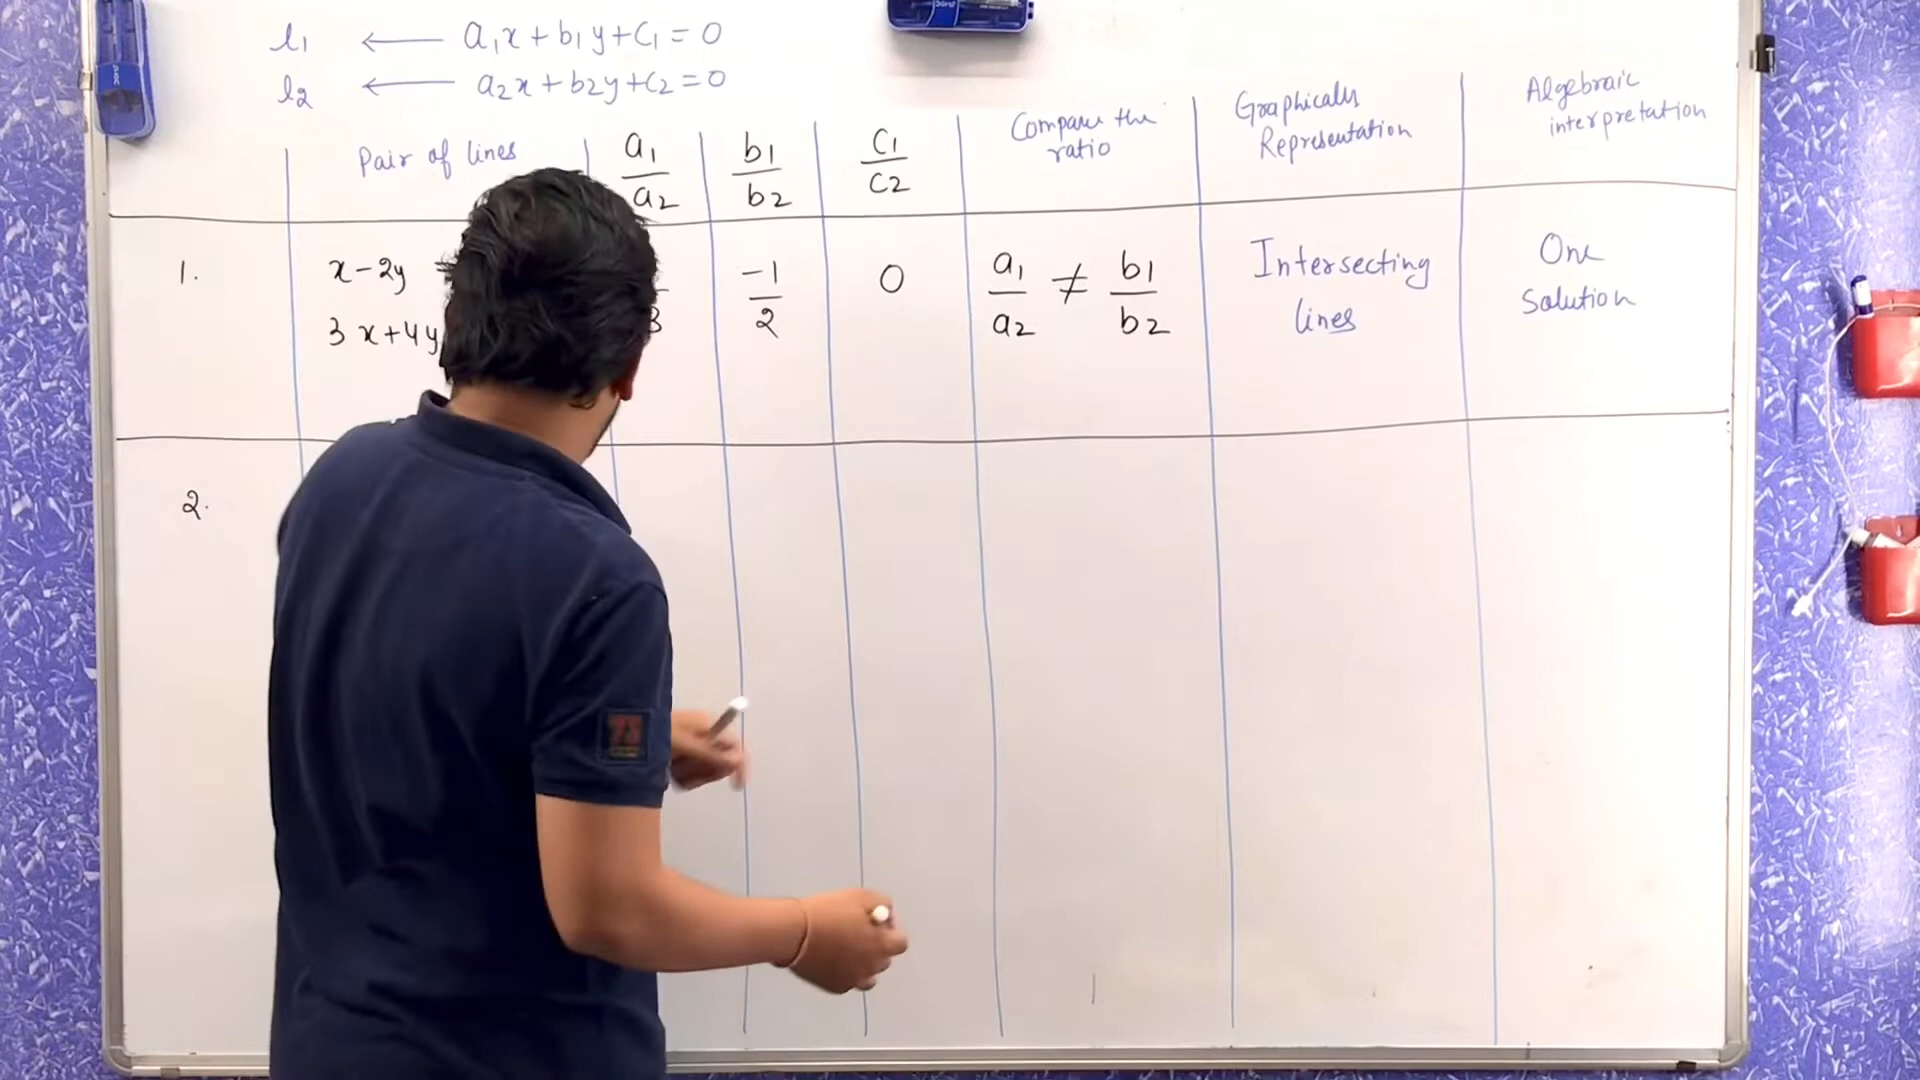 l₁ ← a₁x + b₁y + c₁ = 0
l₂ ← a₂x + b₂y + c₂ = 0
Pair of lines
a₁/a₂
b₁/b₂
c₁/c₂
Compare the
ratio
Graphically
Representation
Algebraic
interpretation
1.
x - 2y
3x + 4y
3
-1/2
0
a₁/a₂ ≠ b₁/b₂
Intersecting
lines
One
Solution
2.
73